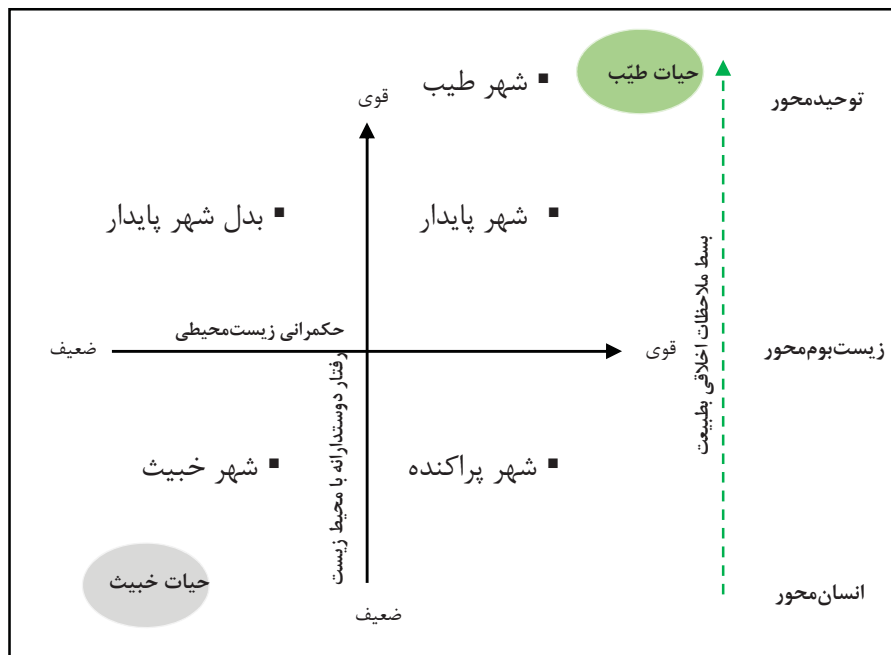 حیات طیّب
▪ شهر طیب
توحیدمحور
قوی
▪ شهر پایدار
▪ بدل شهر پایدار
بسط ملاحظات اخلاقی بطبیعت
حکمرانی زیست‌محیطی
زیست‌بوم‌محور
قوی
ضعیف
رفتار دوستدارانه با محیط زیست
▪ شهر پراکنده
▪ شهر خبیث
حیات خبیث
انسان‌محور
ضعیف